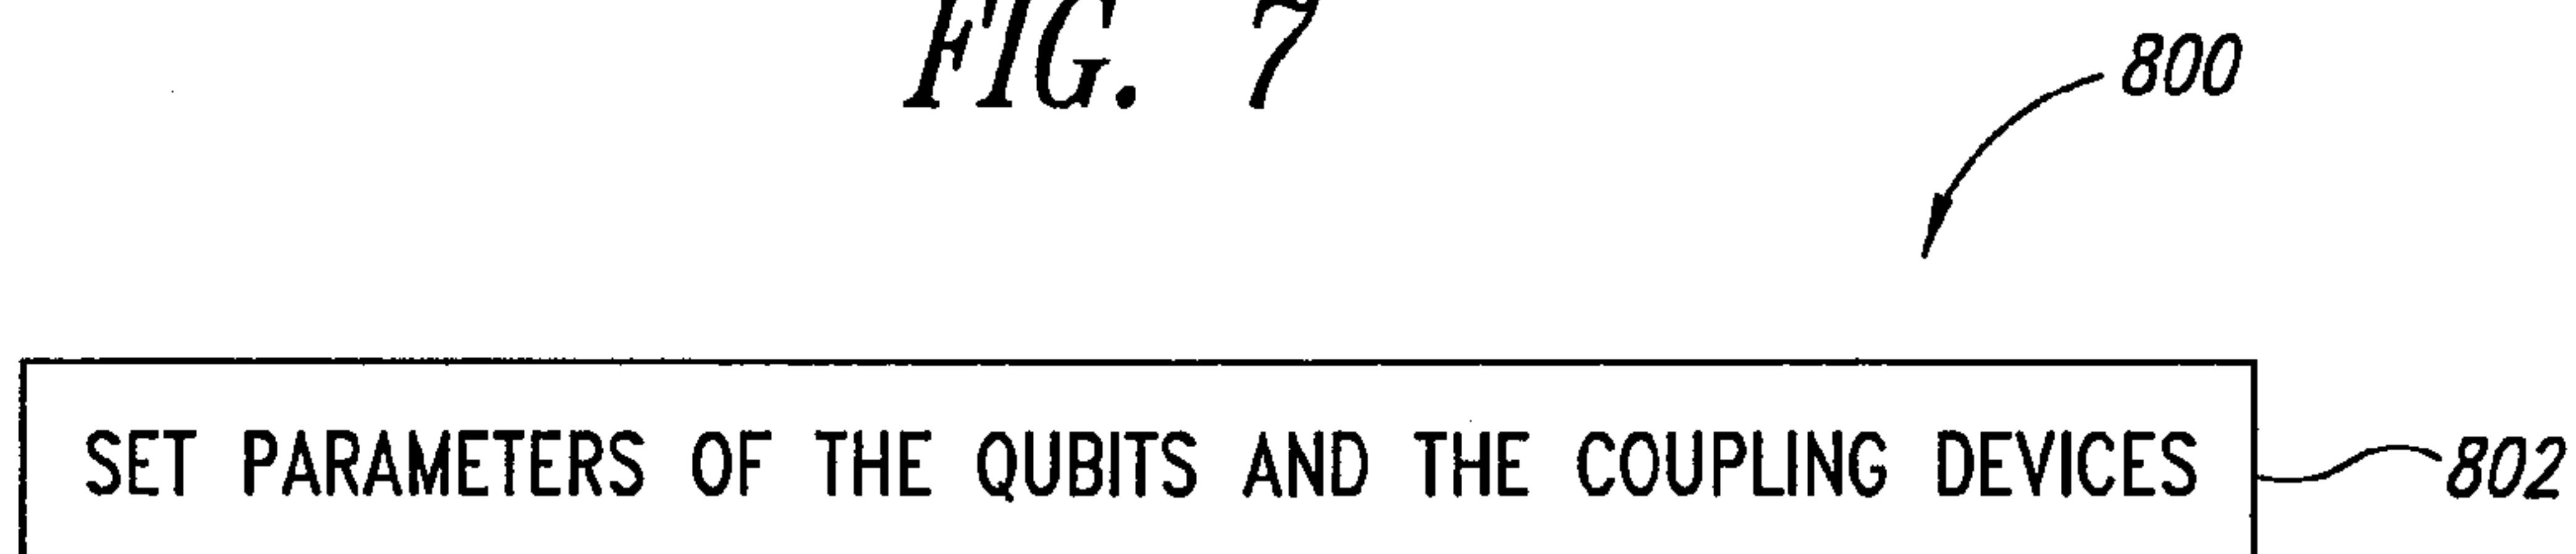 FIG. 7
800
SET PARAMETERS OF THE QUBITS AND THE COUPLING DEVICES
802